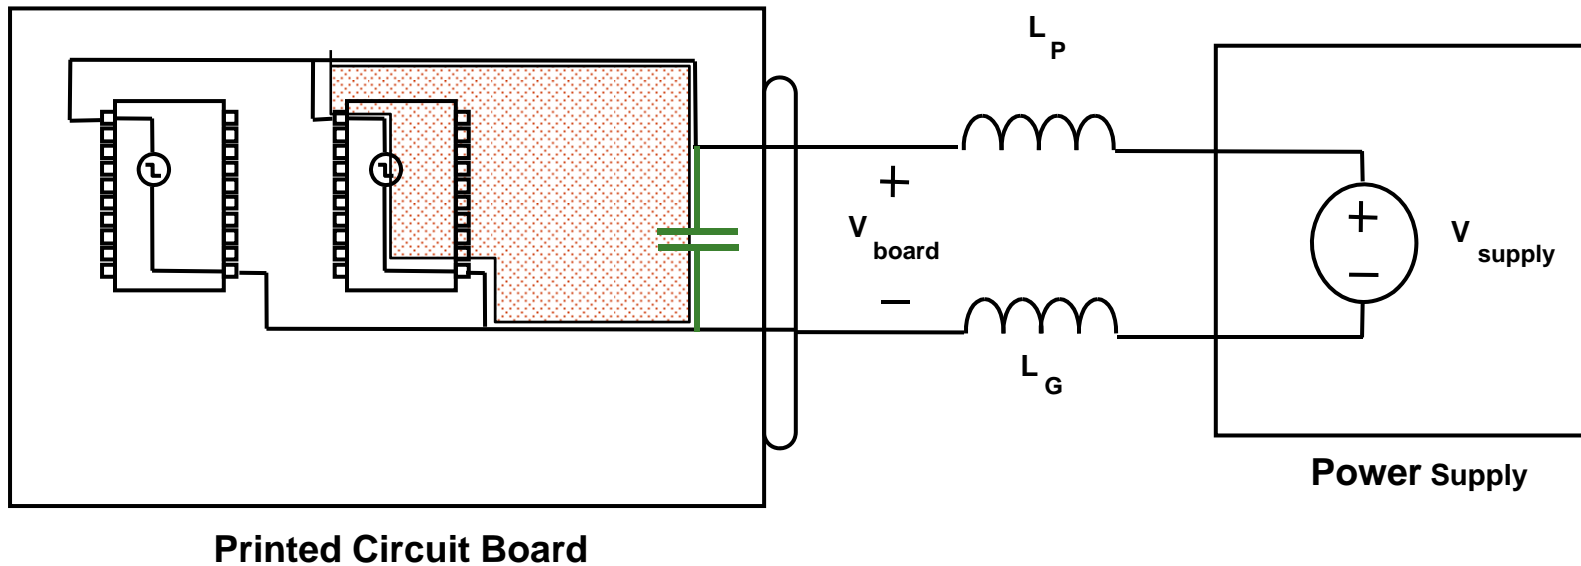 L P
+
V board
−
L G
+
−
V supply
Power Supply
Printed Circuit Board